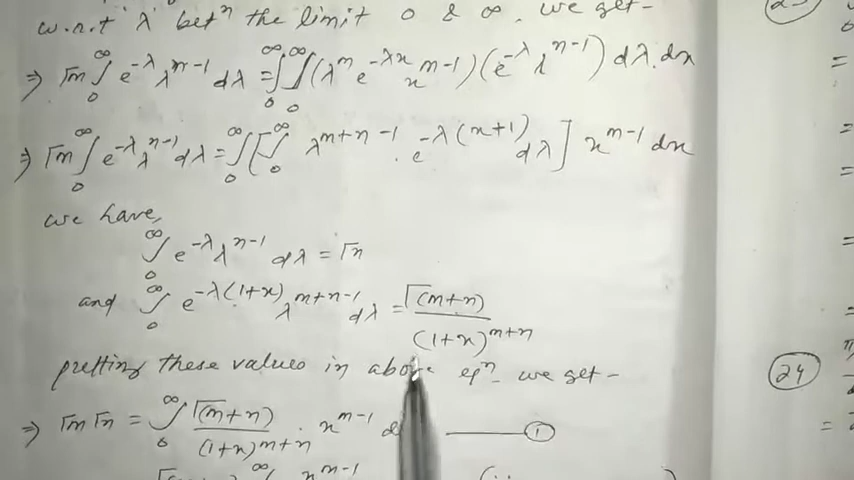 w.r.t 'λ' betⁿ the limit 0 & ∞. we get-
⇒ Γm ∫₀^∞ e^{-λ} λ^{n-1} dλ = ∫₀^∞ ∫₀^∞ (λ^m e^{-λx} x^{m-1}) (e^{-λ} λ^{n-1}) dλ.dx
⇒ Γm ∫₀^∞ e^{-λ} λ^{n-1} dλ = ∫₀^∞ [∫₀^∞ λ^{m+n-1} . e^{-λ(x+1)} dλ] x^{m-1} dx
we have,
∫₀^∞ e^{-λ} λ^{n-1} dλ = Γn
and ∫₀^∞ e^{-λ(1+x)} λ^{m+n-1} dλ = Γ(m+n) / (1+x)^{m+n}
putting these values in above eqⁿ. we get -
⇒ Γm Γn = ∫₀^∞ Γ(m+n) / (1+x)^{m+n} . x^{m-1} d ①
24